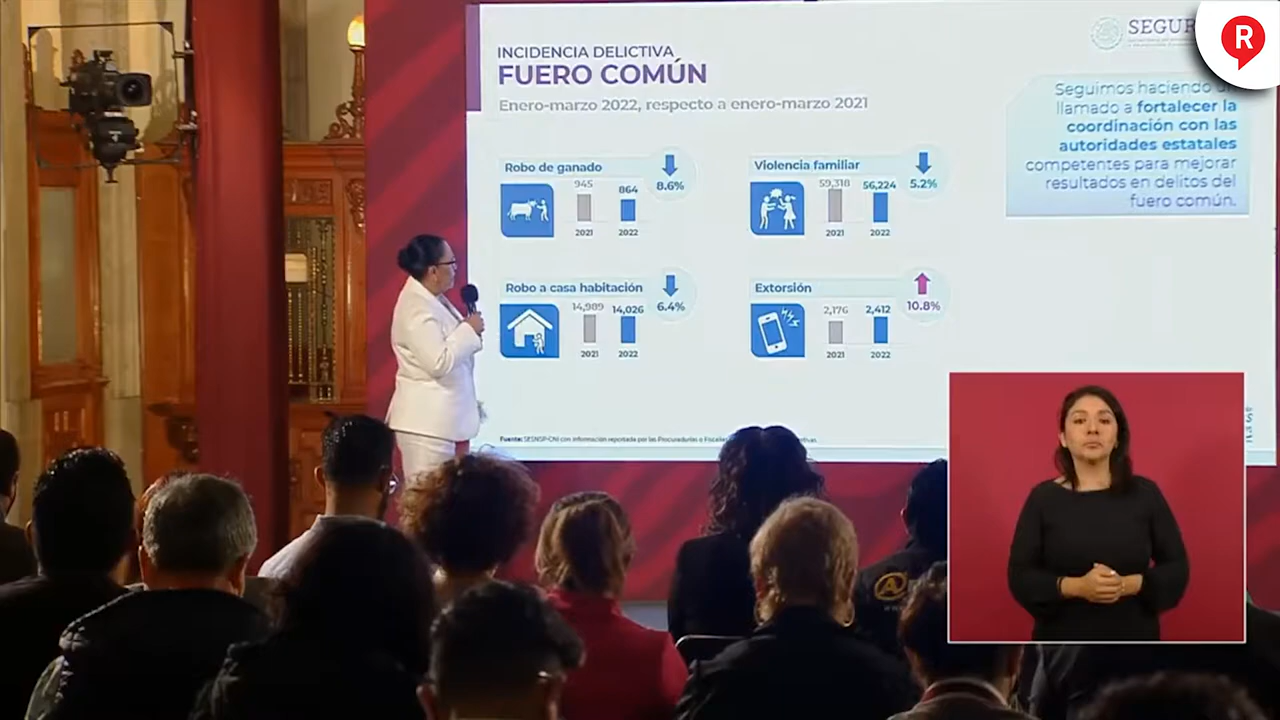 INCIDENCIA DELICTIVA
FUERO COMÚN
Enero-marzo 2022, respecto a enero-marzo 2021
SEGUR
R
Seguimos haciendo
llamado a fortalecer la
coordinación con las
autoridades estatales
competentes para mejorar
resultados en delitos del
fuero común.
Robo de ganado
8.6%
945
864
2021
2022
Violencia familiar
5.2%
59,318
56,224
2021
2022
Robo a casa habitación
6.4%
14,989
14,026
2021
2022
Extorsión
10.8%
2,176
2,412
2021
2022
Fuente: SESNSP-CNI con información reportada por las Procuradurías o Fiscalías
A